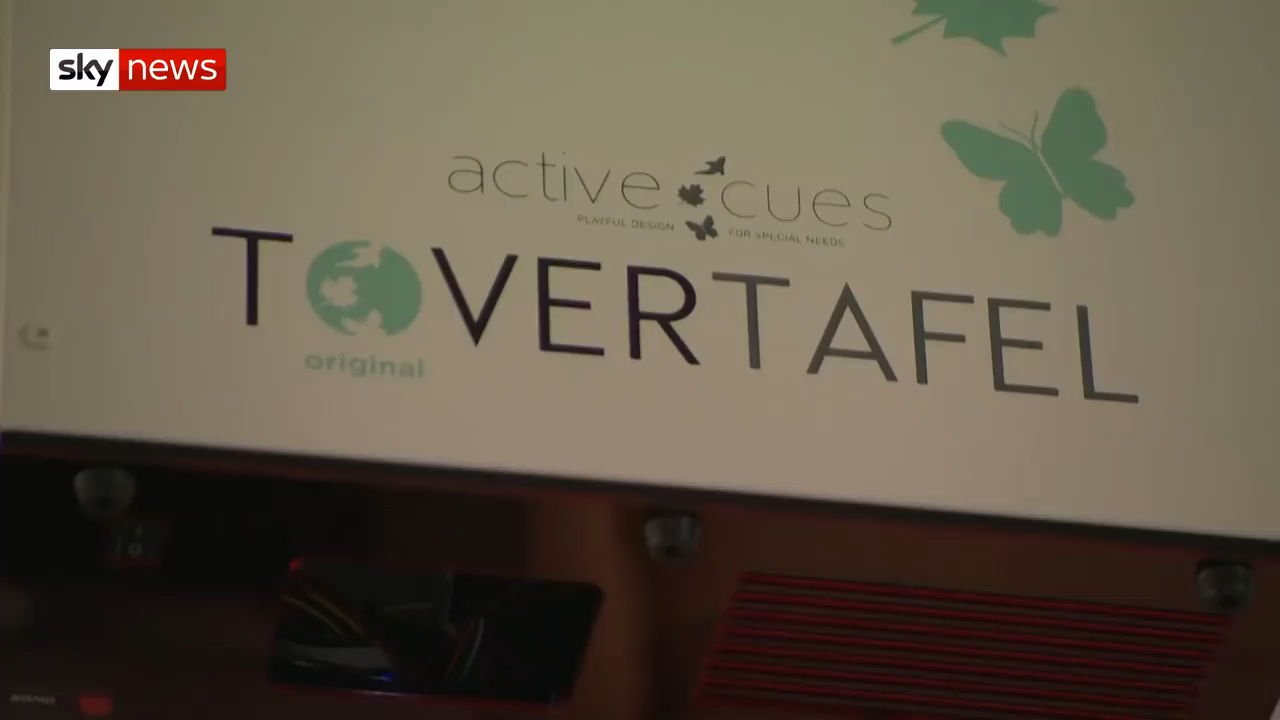 sky news
active cues
PLAYFUL DESIGN FOR SPECIAL NEEDS
TOVERTAFEL
original